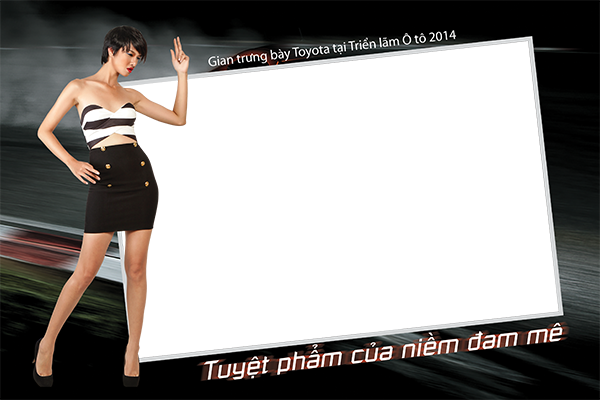 Gian trưng bày Toyota tại Triển lãm Ô tô 2014
Tuyệt phẩm của niềm đam mê